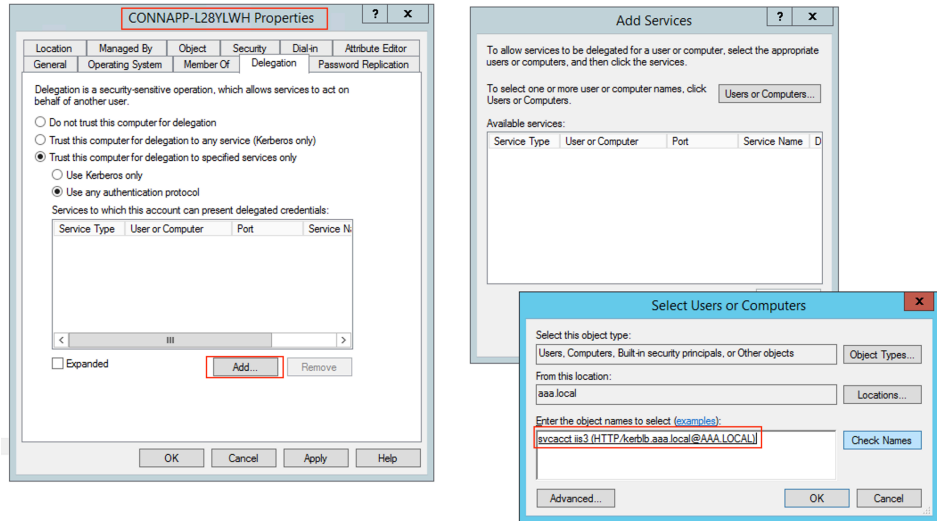 CONNAPP-L28YLWH Properties
? x
Location Managed By Object Security Dial-in Attribute Editor
General Operating System Member Of Delegation Password Replication
Delegation is a security-sensitive operation, which allows services to act on
behalf of another user.
Do not trust this computer for delegation
Trust this computer for delegation to any service (Kerberos only)
Trust this computer for delegation to specified services only
Use Kerberos only
Use any authentication protocol
Services to which this account can present delegated credentials:
Service Type User or Computer Port Service Na
Expanded
Add... Remove
OK Cancel Apply Help
Add Services
? x
To allow services to be delegated for a user or computer, select the appropriate
users or computers, and then click the services.
To select one or more user or computer names, click
Users or Computers.
Users or Computers...
Available services:
Service Type User or Computer Port Service Name D
Select Users or Computers
x
Select this object type:
Users, Computers, Built-in security principals, or Other objects
Object Types...
From this location:
aaa.local
Locations...
Enter the object names to select (examples):
svcacct iis3 (HTTP/kerblb.aaa.local@AAA.LOCAL)
Check Names
Advanced... OK Cancel